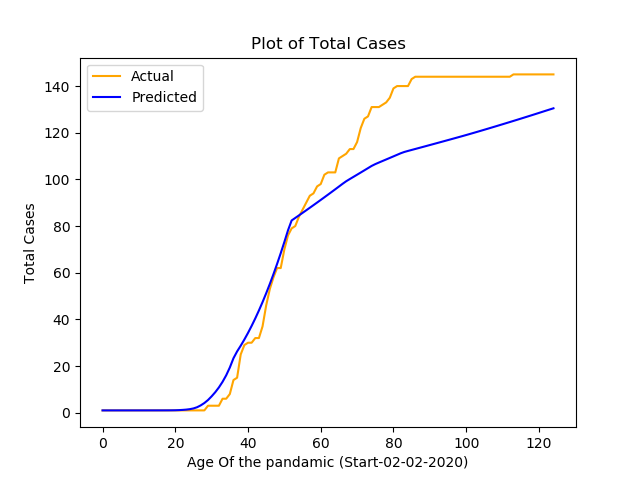 Plot of Total Cases
Actual
Predicted
140
120
100
80
60
40
20
0
Total Cases
0 20 40 60 80 100 120
Age Of the pandamic (Start-02-02-2020)